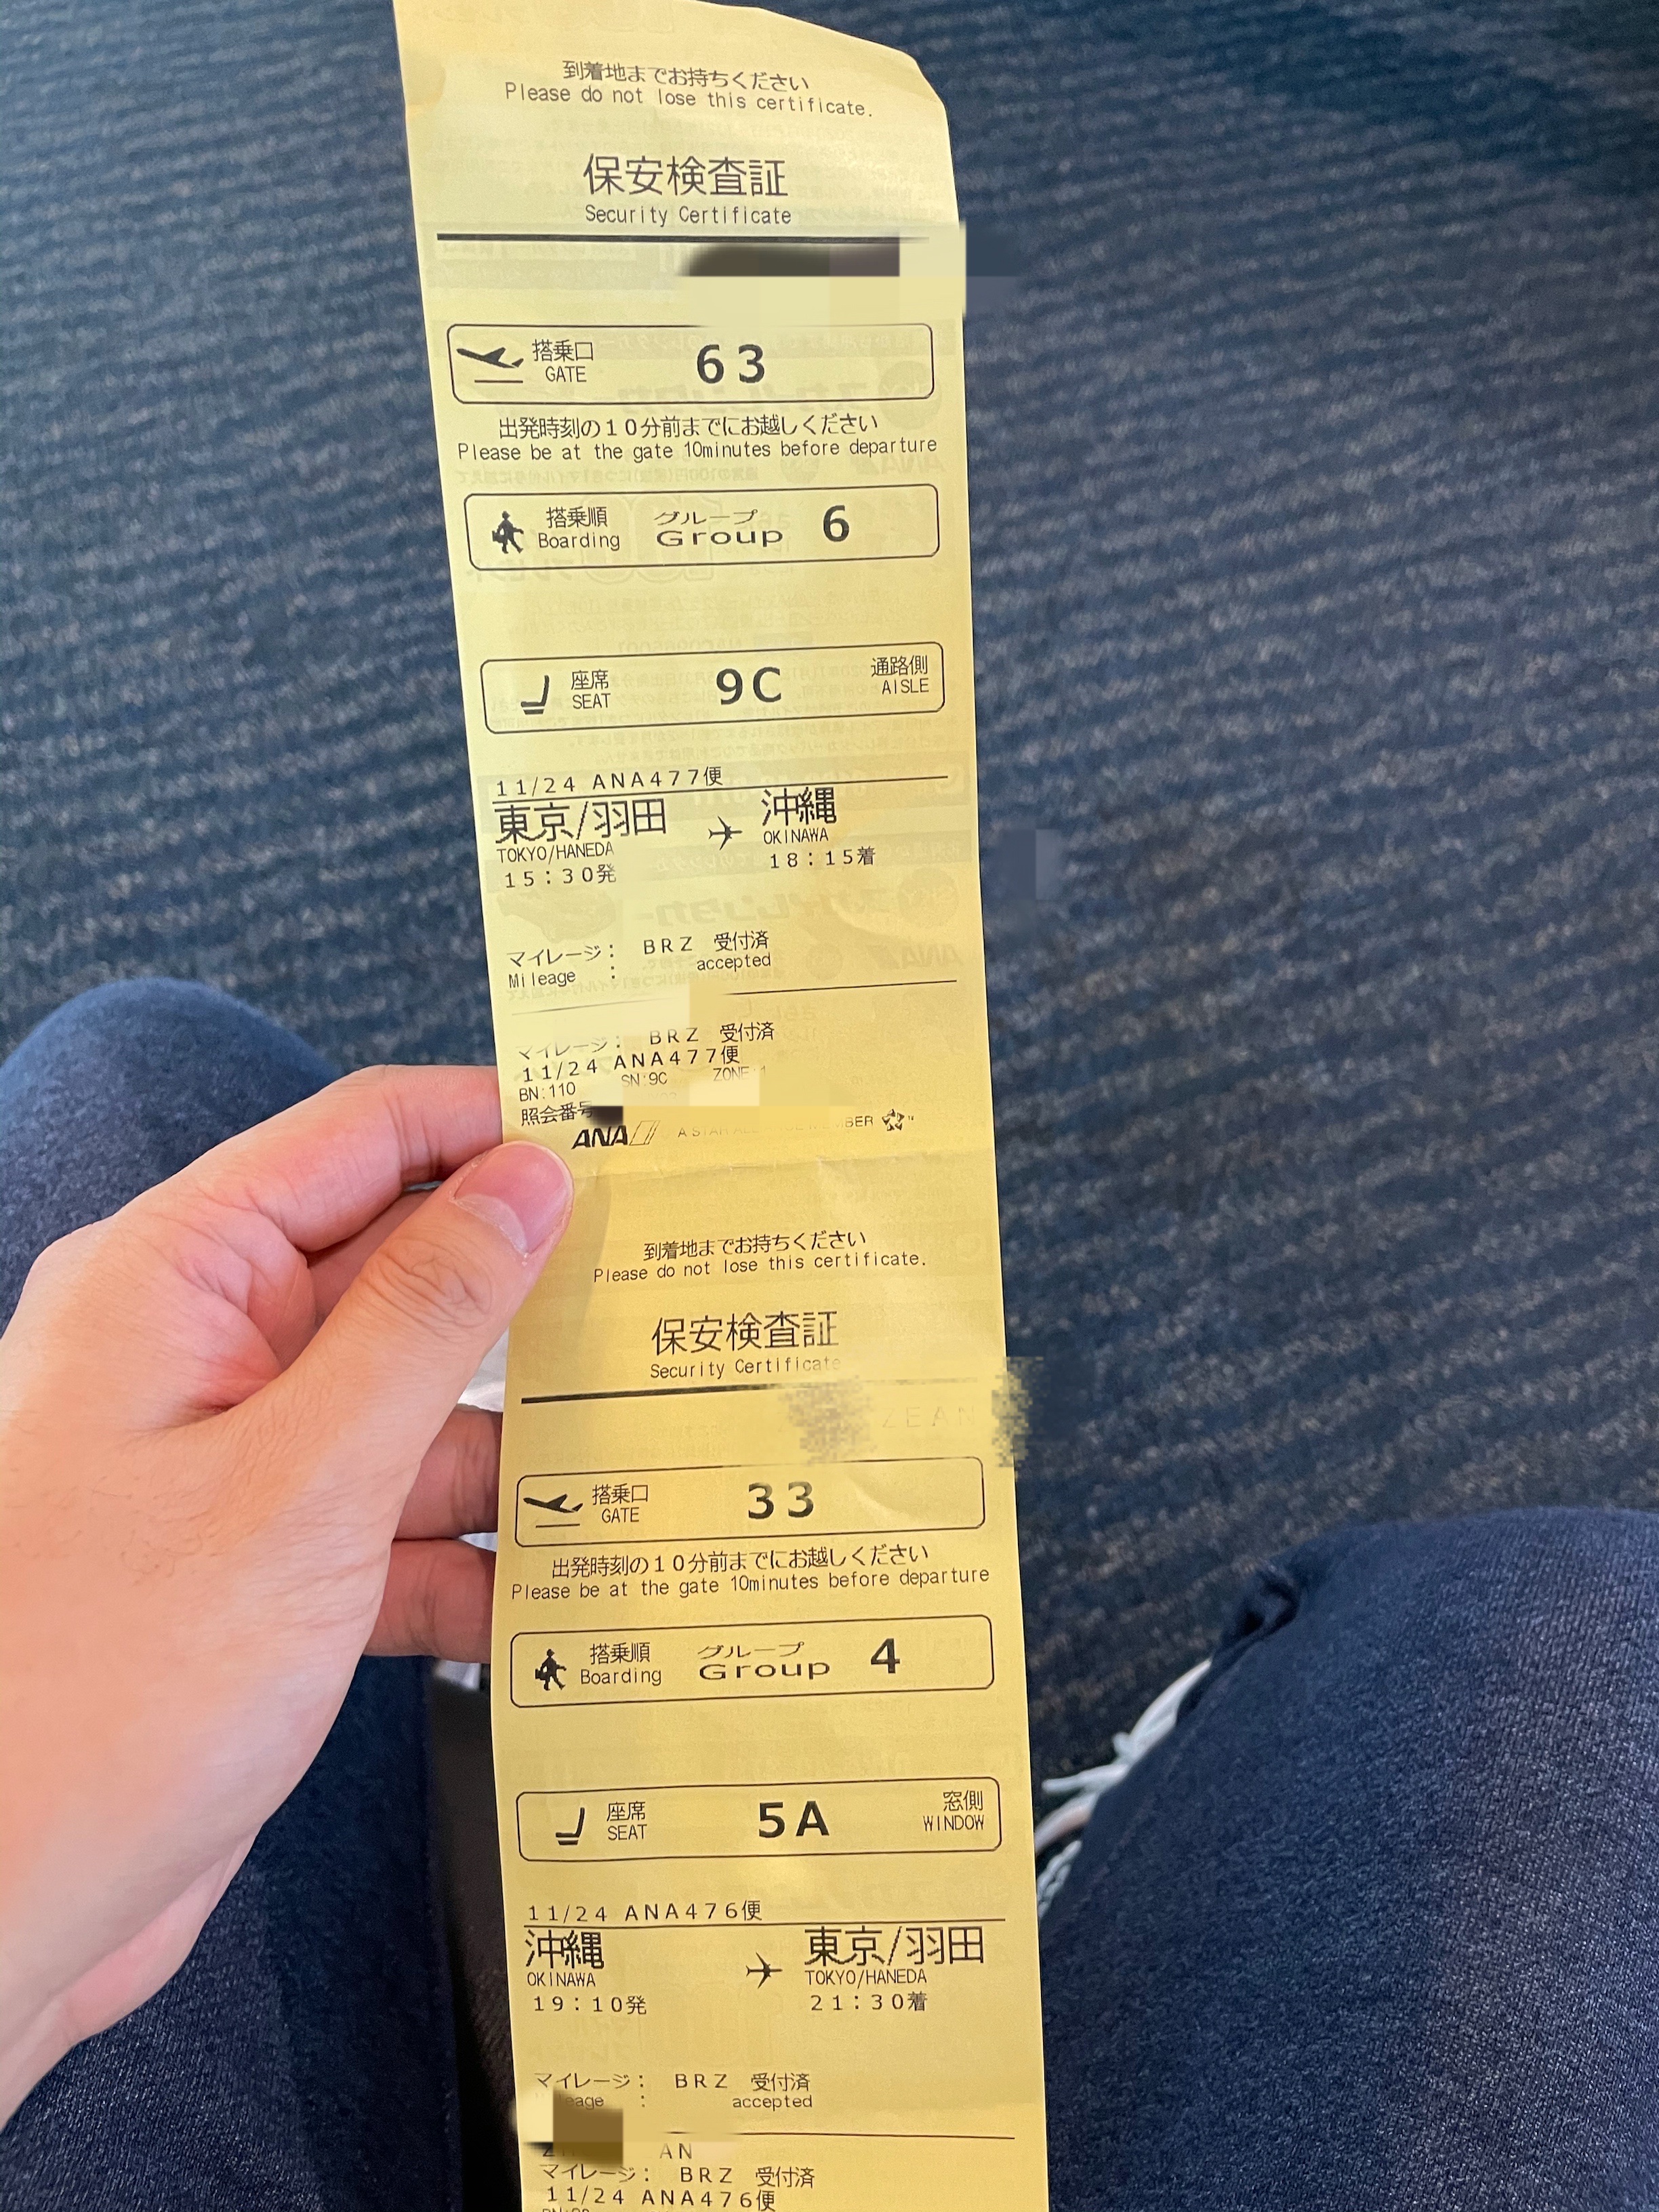 到着地までお持ちください
Please do not lose this certificate.
保安検査証
Security Certificate
搭乗口 63
GATE
出発時刻の10分前までにお越しください
Please be at the gate 10minutes before departure
搭乗順 グループ 6
Boarding Group
座席 9C 通路側
SEAT AISLE
11/24 ANA477便
東京/羽田 沖縄
TOKYO/HANEDA OKINAWA
15:30発 18:15着
マイレージ: BRZ 受付済
Mileage : accepted
マイレージ: BRZ 受付済
11/24 ANA477便
BN:110 SN:9C ZONE:1
照会番号
ANA A STAR
到着地までお持ちください
Please do not lose this certificate.
保安検査証
Security Certificate
搭乗口 33
GATE
出発時刻の10分前までにお越しください
Please be at the gate 10minutes before departure
搭乗順 グループ 4
Boarding Group
座席 5A 窓側
SEAT WINDOW
11/24 ANA476便
沖縄 東京/羽田
OKINAWA TOKYO/HANEDA
19:10発 21:30着
マイレージ: BRZ 受付済
: accepted
AN
マイレージ: BRZ 受付済
11/24 ANA476便